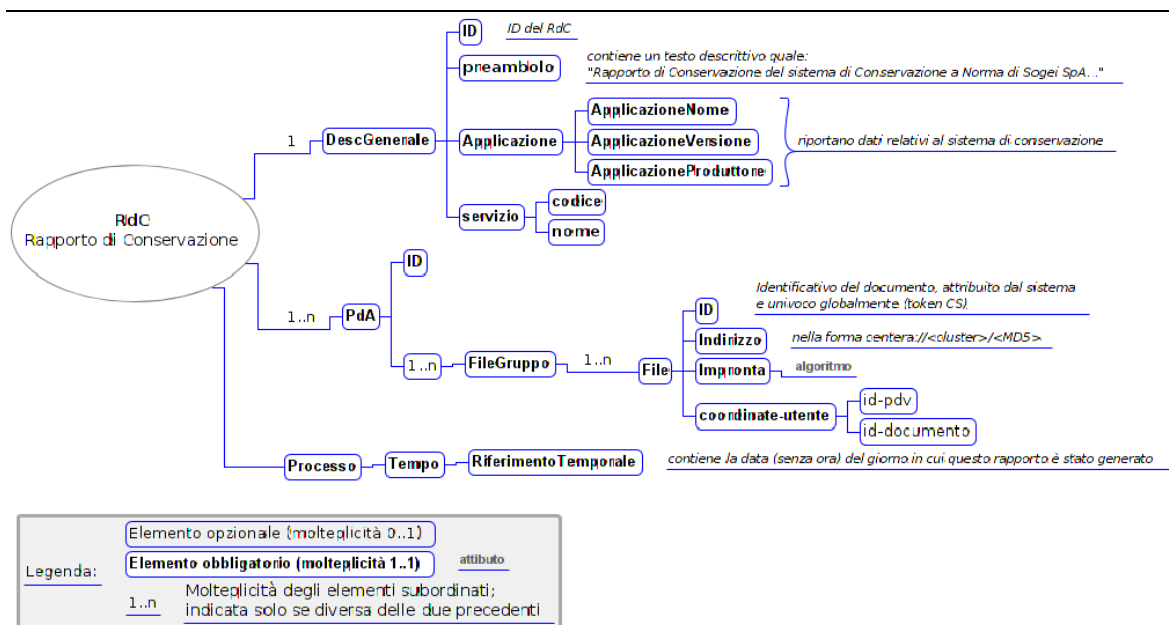 ID
ID del RdC
preambolo
contiene un testo descrittivo quale:
"Rapporto di Conservazione del sistema di Conservazione a Norma di Sogei SpA..."
1
DescGenerale
Applicazione
ApplicazioneNome
ApplicazioneVersione
ApplicazioneProduttore
riportano dati relativi al sistema di conservazione
servizio
codice
nome
RdC
Rapporto di Conservazione
1..n
PdA
ID
1..n
FileGruppo
1..n
File
ID
Identificativo del documento, attribuito dal sistema
e univoco globalmente (token CS)
Indirizzo
nella forma centera://<cluster>/<MD5>
Impronta
algoritmo
coordinate-utente
id-pdv
id-documento
Processo
Tempo
RiferimentoTemporale
contiene la data (senza ora) del giorno in cui questo rapporto è stato generato
Legenda:
Elemento opzionale (molteplicità 0..1)
Elemento obbligatorio (molteplicità 1..1)
attibuto
1..n
Molteplicità degli elementi subordinati;
indicata solo se diversa delle due precedenti